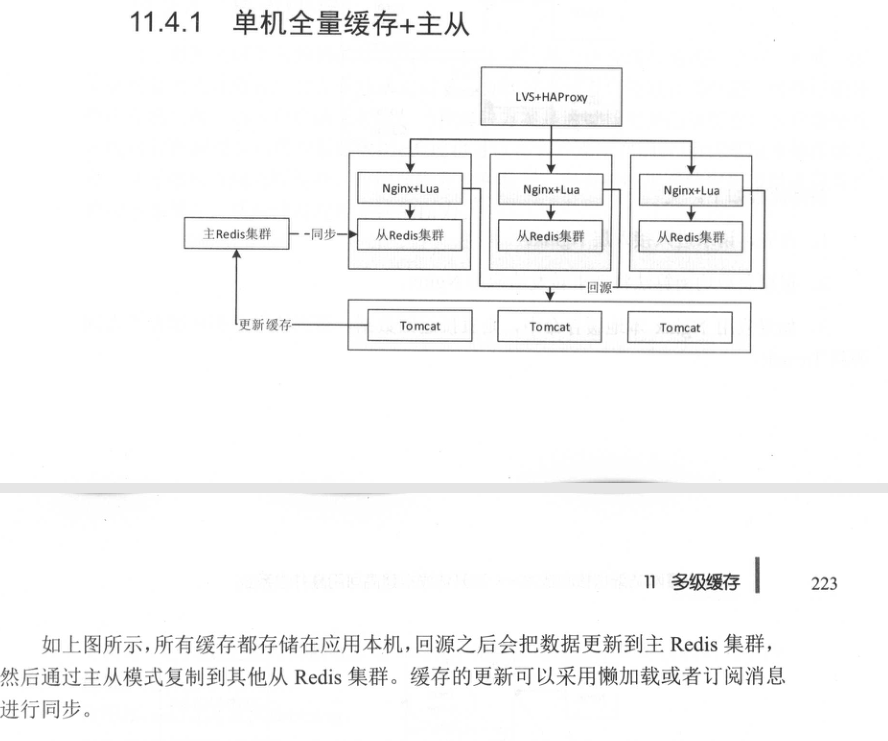 11.4.1 单机全量缓存+主从
LVS+HAProxy
Nginx+Lua Nginx+Lua Nginx+Lua
主Redis集群 同步 从Redis集群 从Redis集群 从Redis集群
回源
更新缓存 Tomcat Tomcat Tomcat
11 多级缓存 223
如上图所示,所有缓存都存储在应用本机,回源之后会把数据更新到主 Redis 集群,
然后通过主从模式复制到其他从 Redis 集群。缓存的更新可以采用懒加载或者订阅消息
进行同步。